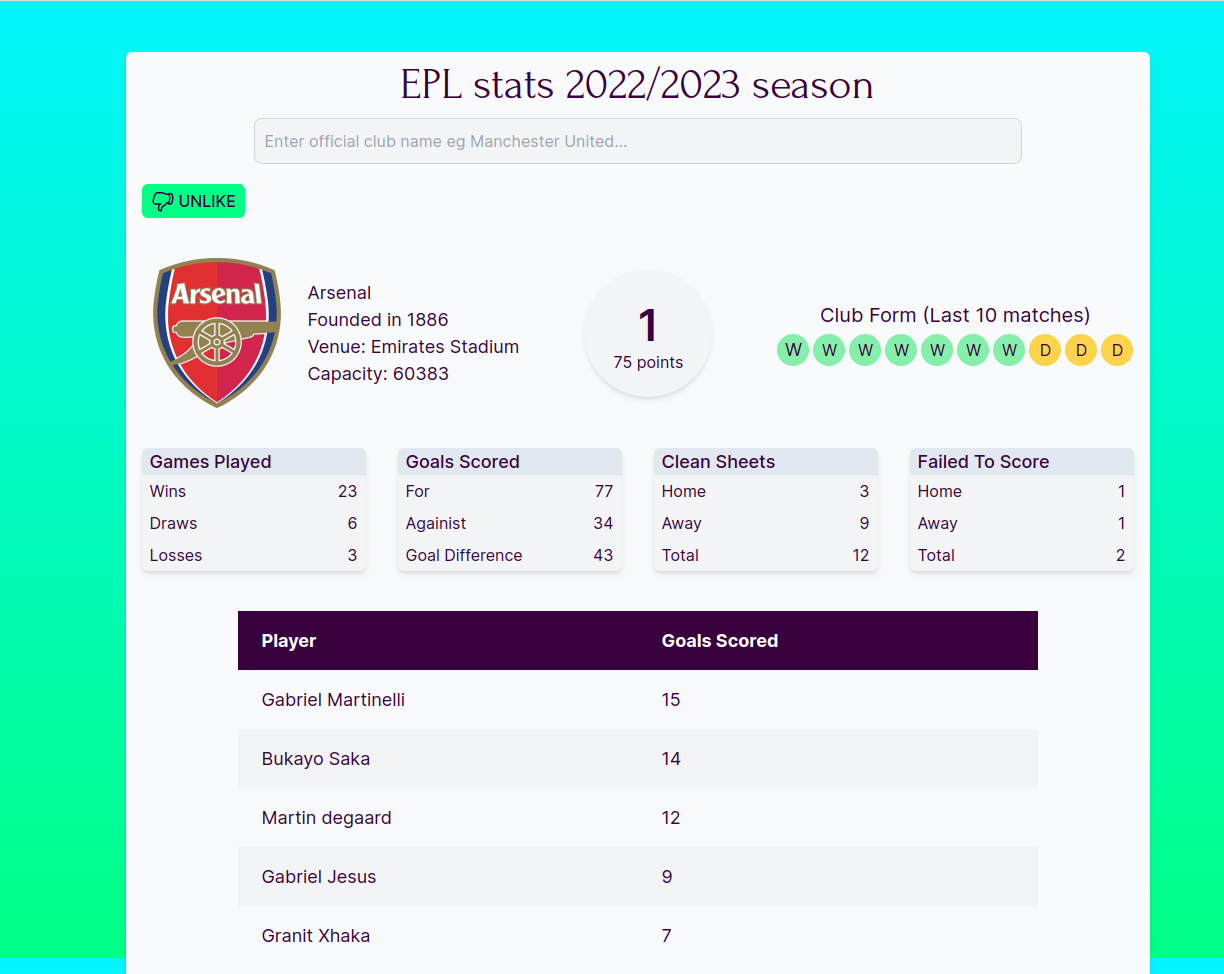 EPL stats 2022/2023 season
Enter official club name eg Manchester United...
UNLIKE
Arsenal
Arsenal
Founded in 1886
Venue: Emirates Stadium
Capacity: 60383
1
75 points
Club Form (Last 10 matches)
W W W W W W W D D D
Games Played
Wins 23
Draws 6
Losses 3
Goals Scored
For 77
Againist 34
Goal Difference 43
Clean Sheets
Home 3
Away 9
Total 12
Failed To Score
Home 1
Away 1
Total 2
Player Goals Scored
Gabriel Martinelli 15
Bukayo Saka 14
Martin degaard 12
Gabriel Jesus 9
Granit Xhaka 7